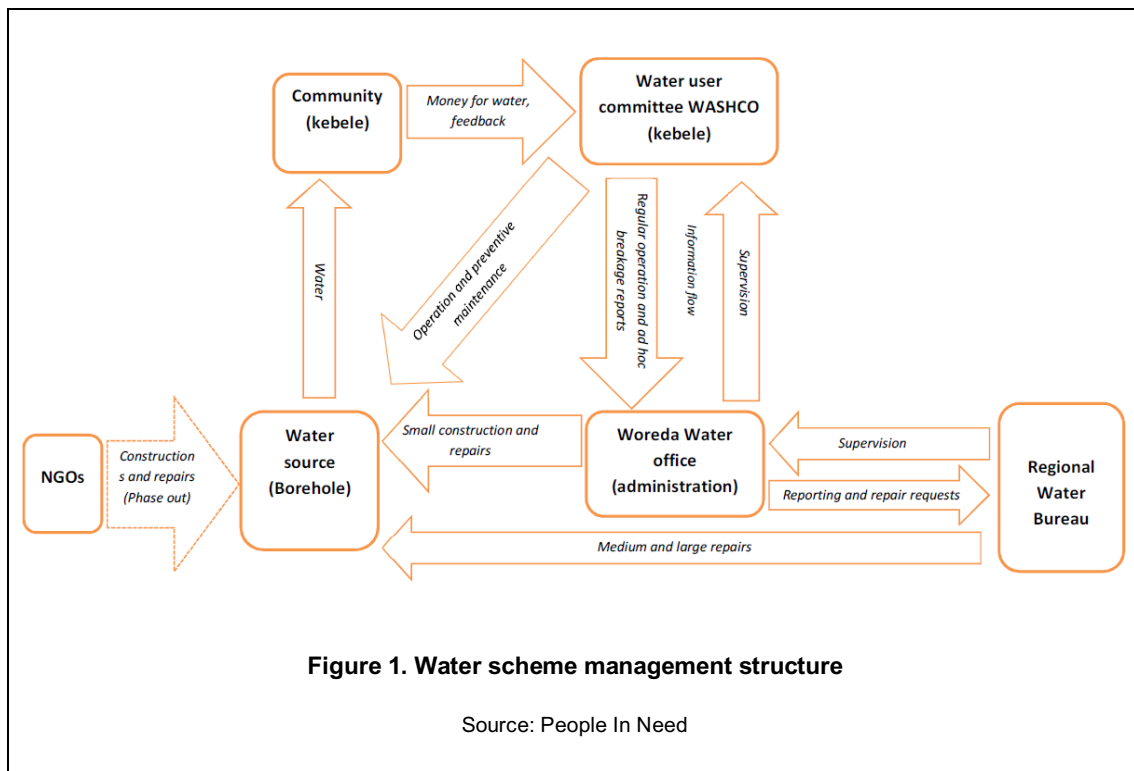 Community
(kebele)
Money for water,
feedback
Water user
committee WASHCO
(kebele)
Water
Operation and preventive
maintenance
Regular operation and ad hoc
breakage reports
Information flow
Supervision
NGOs
Construction
s and repairs
(Phase out)
Water
source
(Borehole)
Small construction and
repairs
Woreda Water
office
(administration)
Supervision
Reporting and repair requests
Regional
Water
Bureau
Medium and large repairs
Figure 1. Water scheme management structure
Source: People In Need